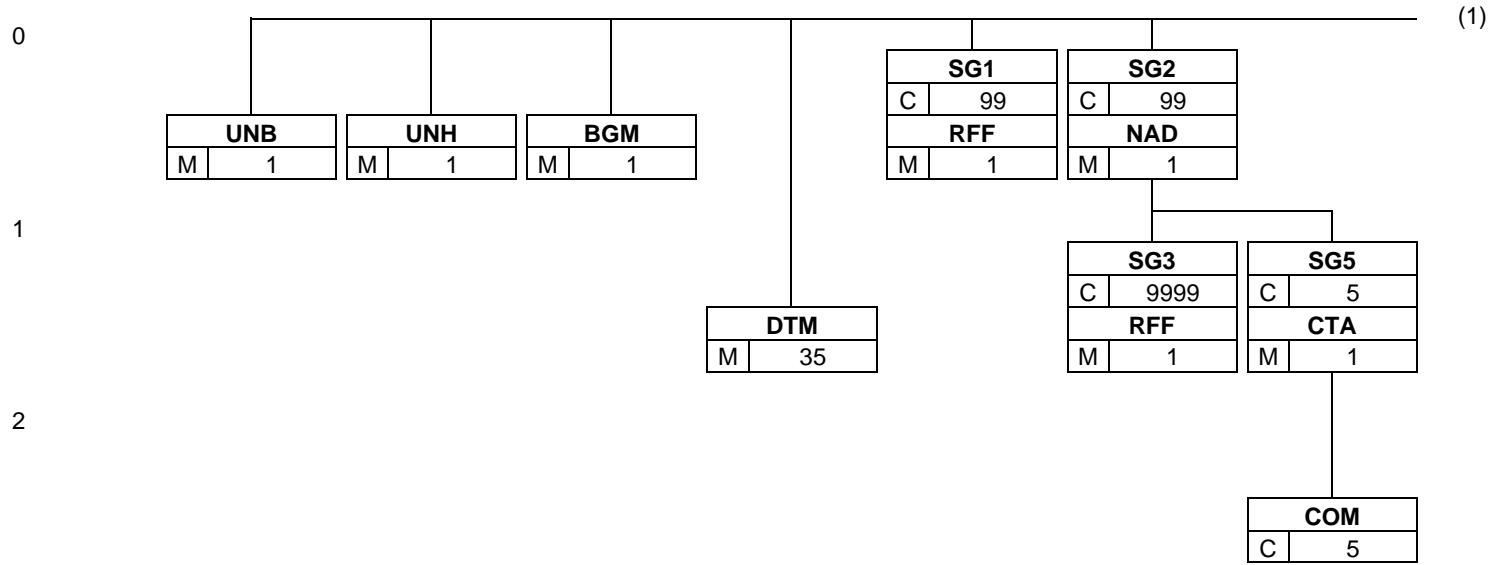 (1)
0
SG1 SG2
C 99 C 99
UNB UNH BGM RFF NAD
M 1 M 1 M 1 M 1 M 1
1
SG3 SG5
C 9999 C 5
DTM RFF CTA
M 35 M 1 M 1
2
COM
C 5